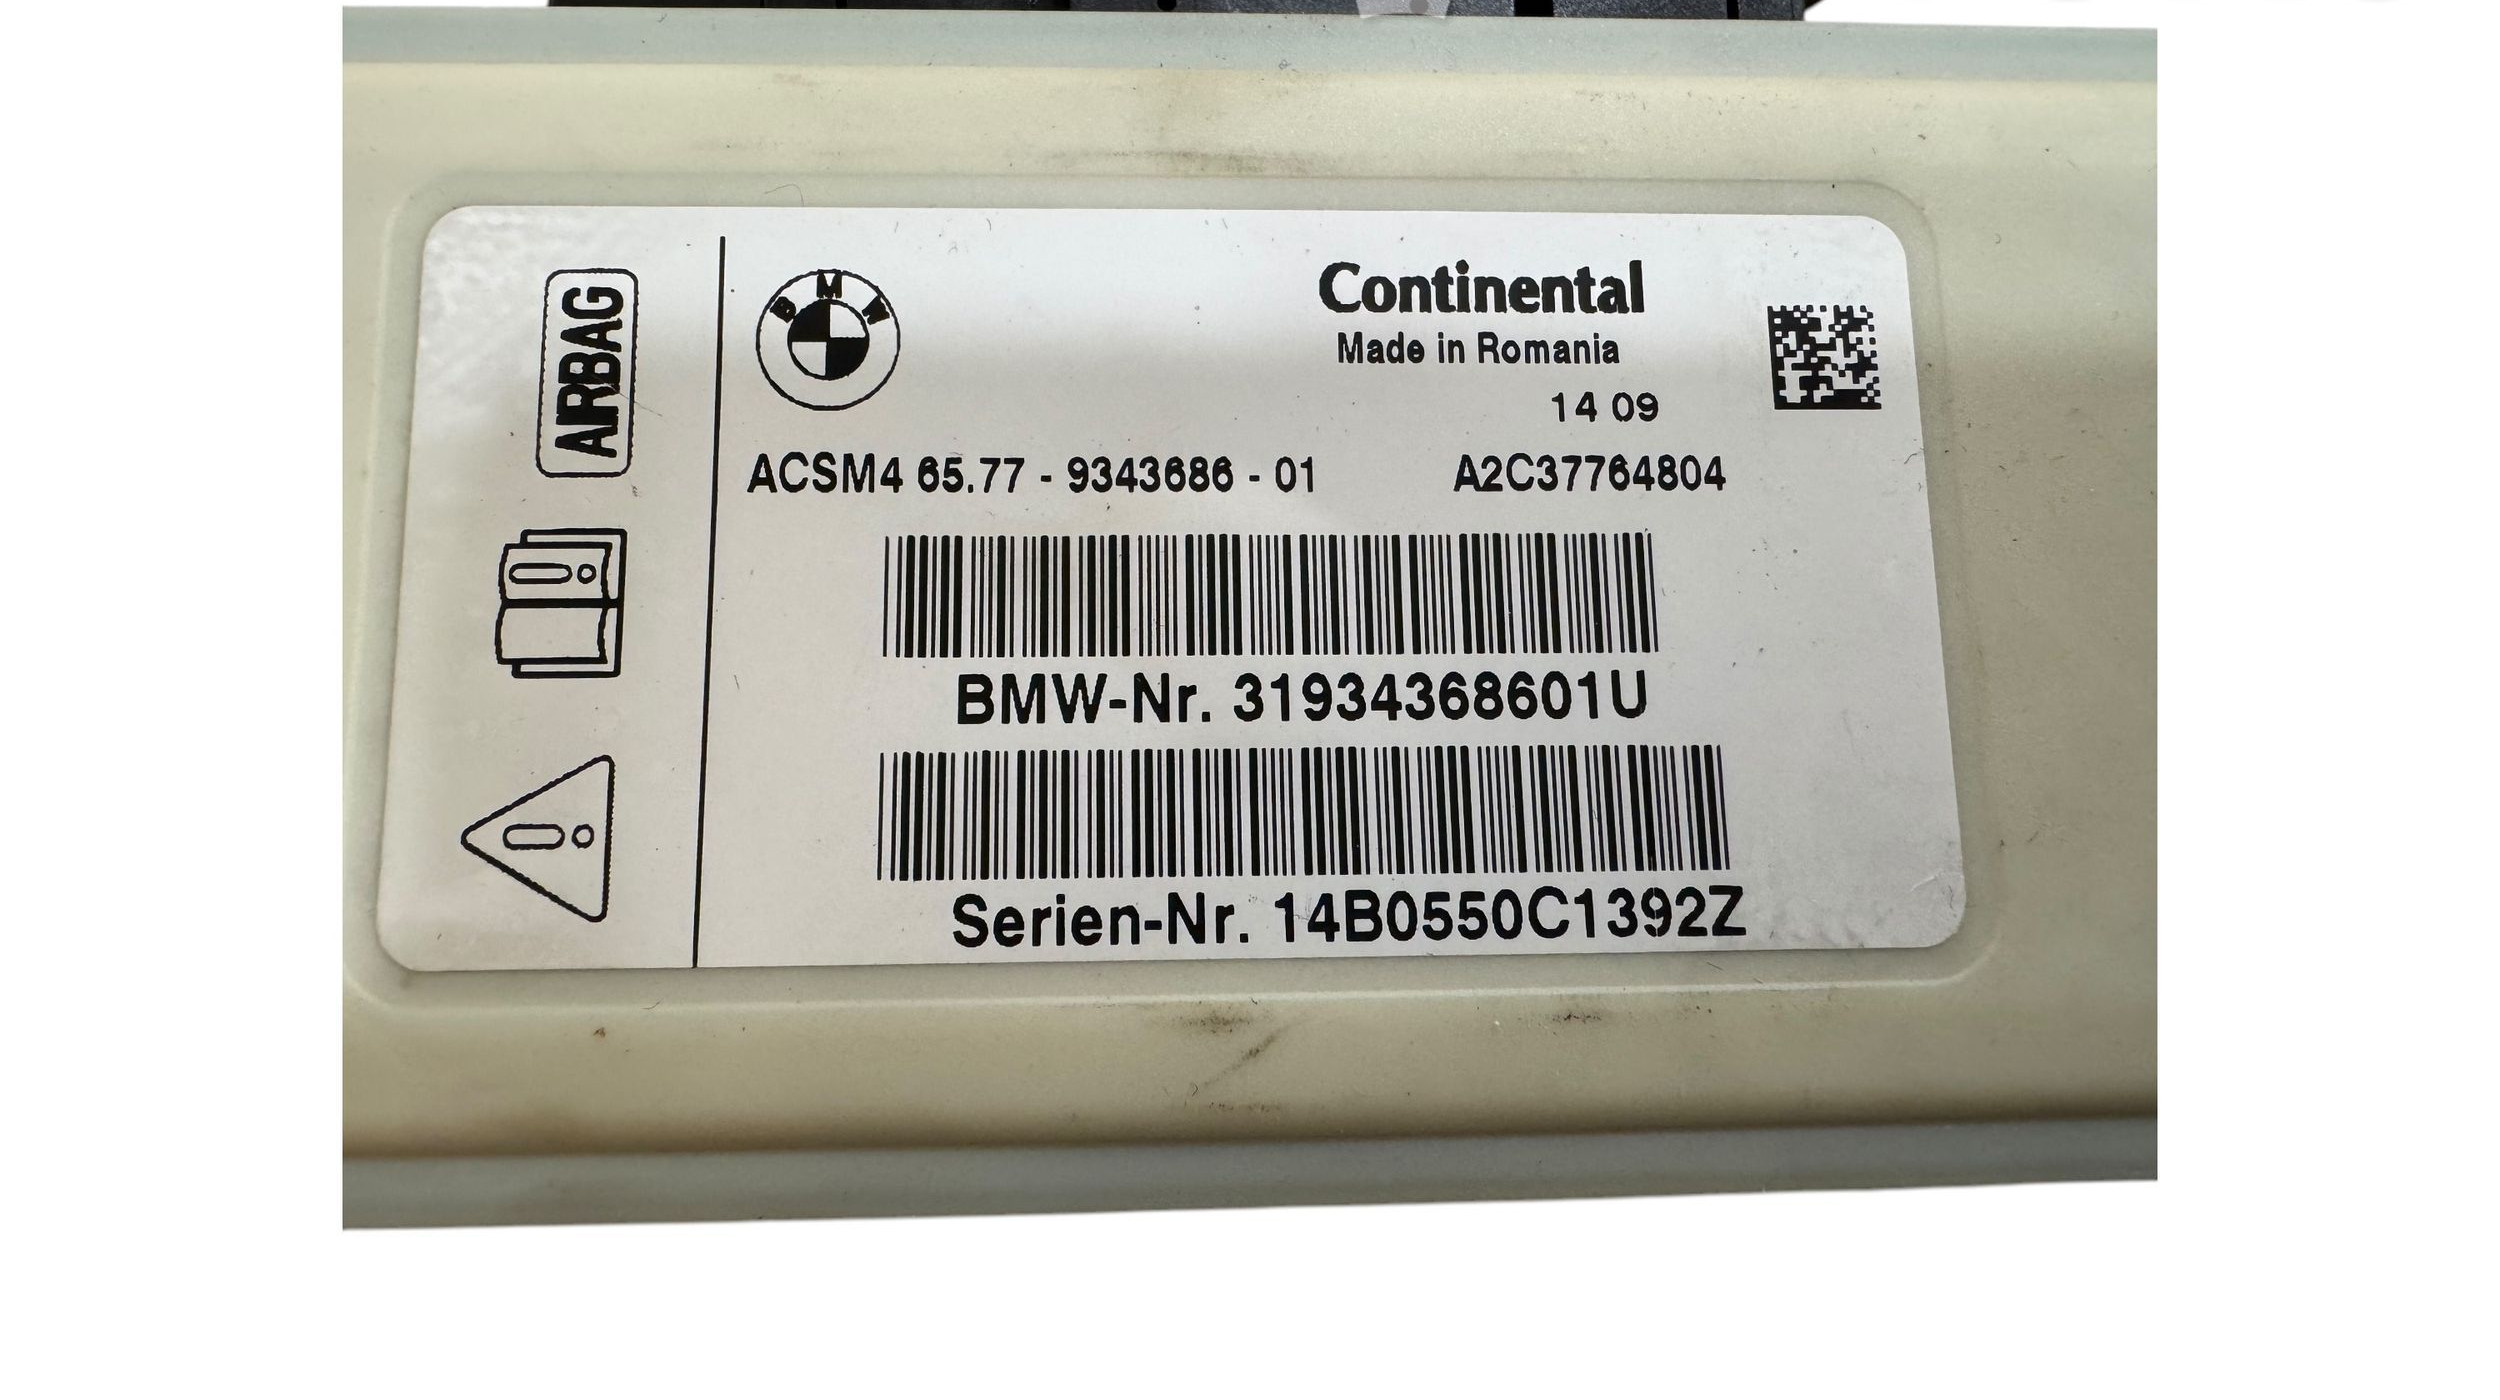 AIRBAG
BMW
Continental
Made in Romania
14 09
ACSM4 65.77 - 9343686 - 01 A2C37764804
BMW-Nr. 31934368601U
Serien-Nr. 14B0550C1392Z